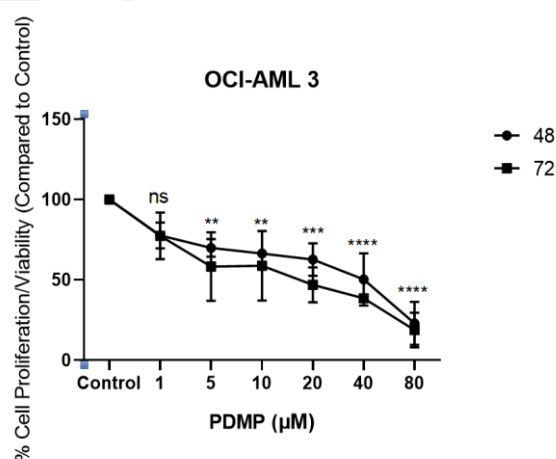 OCI-AML 3
% Cell Proliferation/Viability (Compared to Control)
150
100
50
0
ns
**
**
***
****
****
Control 1 5 10 20 40 80
PDMP (µM)
48
72